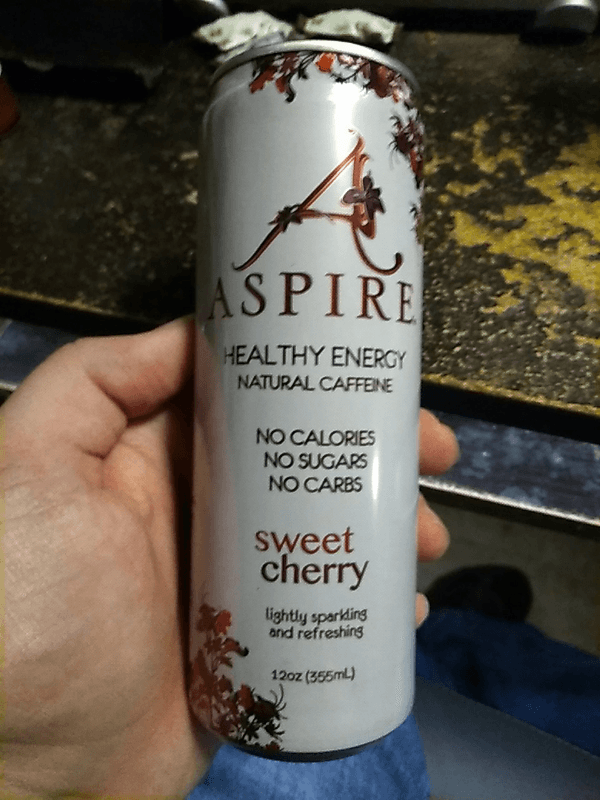 A
ASPIRE
HEALTHY ENERGY
NATURAL CAFFEINE
NO CALORIES
NO SUGARS
NO CARBS
sweet
cherry
lightly sparkling
and refreshing
12oz (355mL)